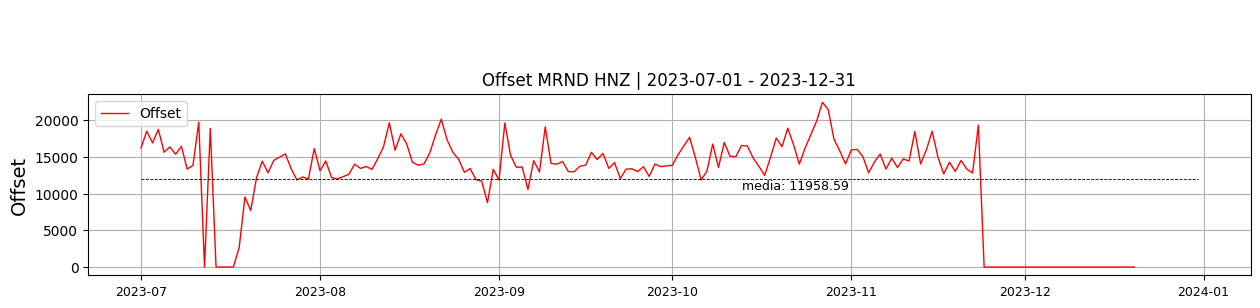 Offset MRND HNZ | 2023-07-01 - 2023-12-31
Offset
Offset
20000
15000
10000
5000
0
media: 11958.59
2023-07 2023-08 2023-09 2023-10 2023-11 2023-12 2024-01